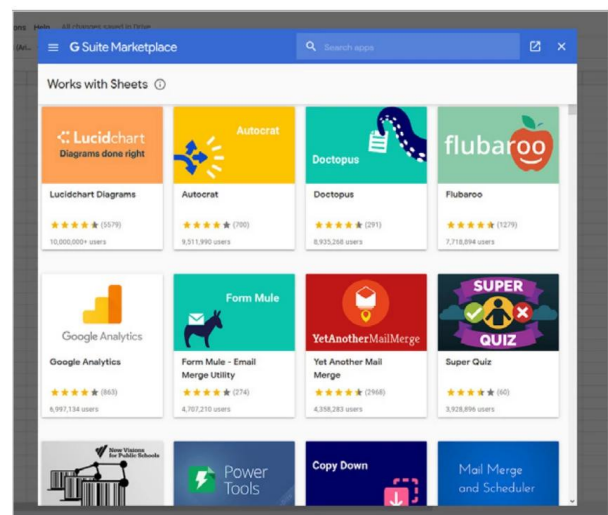 ons Help All changes saved in Drive
(Ari...
G Suite Marketplace
Search apps
Works with Sheets
Lucidchart
Diagrams done right
Lucidchart Diagrams
(5579)
10,000,000+ users
Autocrat
Autocrat
(700)
9,511,990 users
Doctopus
Doctopus
(291)
8,935,268 users
flubaroo
Flubaroo
(1279)
7,718,894 users
Google Analytics
Google Analytics
(863)
6,997,134 users
Form Mule
Form Mule - Email
Merge Utility
(274)
4,707,210 users
YetAnotherMailMerge
Yet Another Mail
Merge
(2968)
4,358,283 users
SUPER
QUIZ
Super Quiz
(60)
3,928,896 users
New Visions
for Public Schools
Power
Tools
Copy Down
Mail Merge
and Scheduler